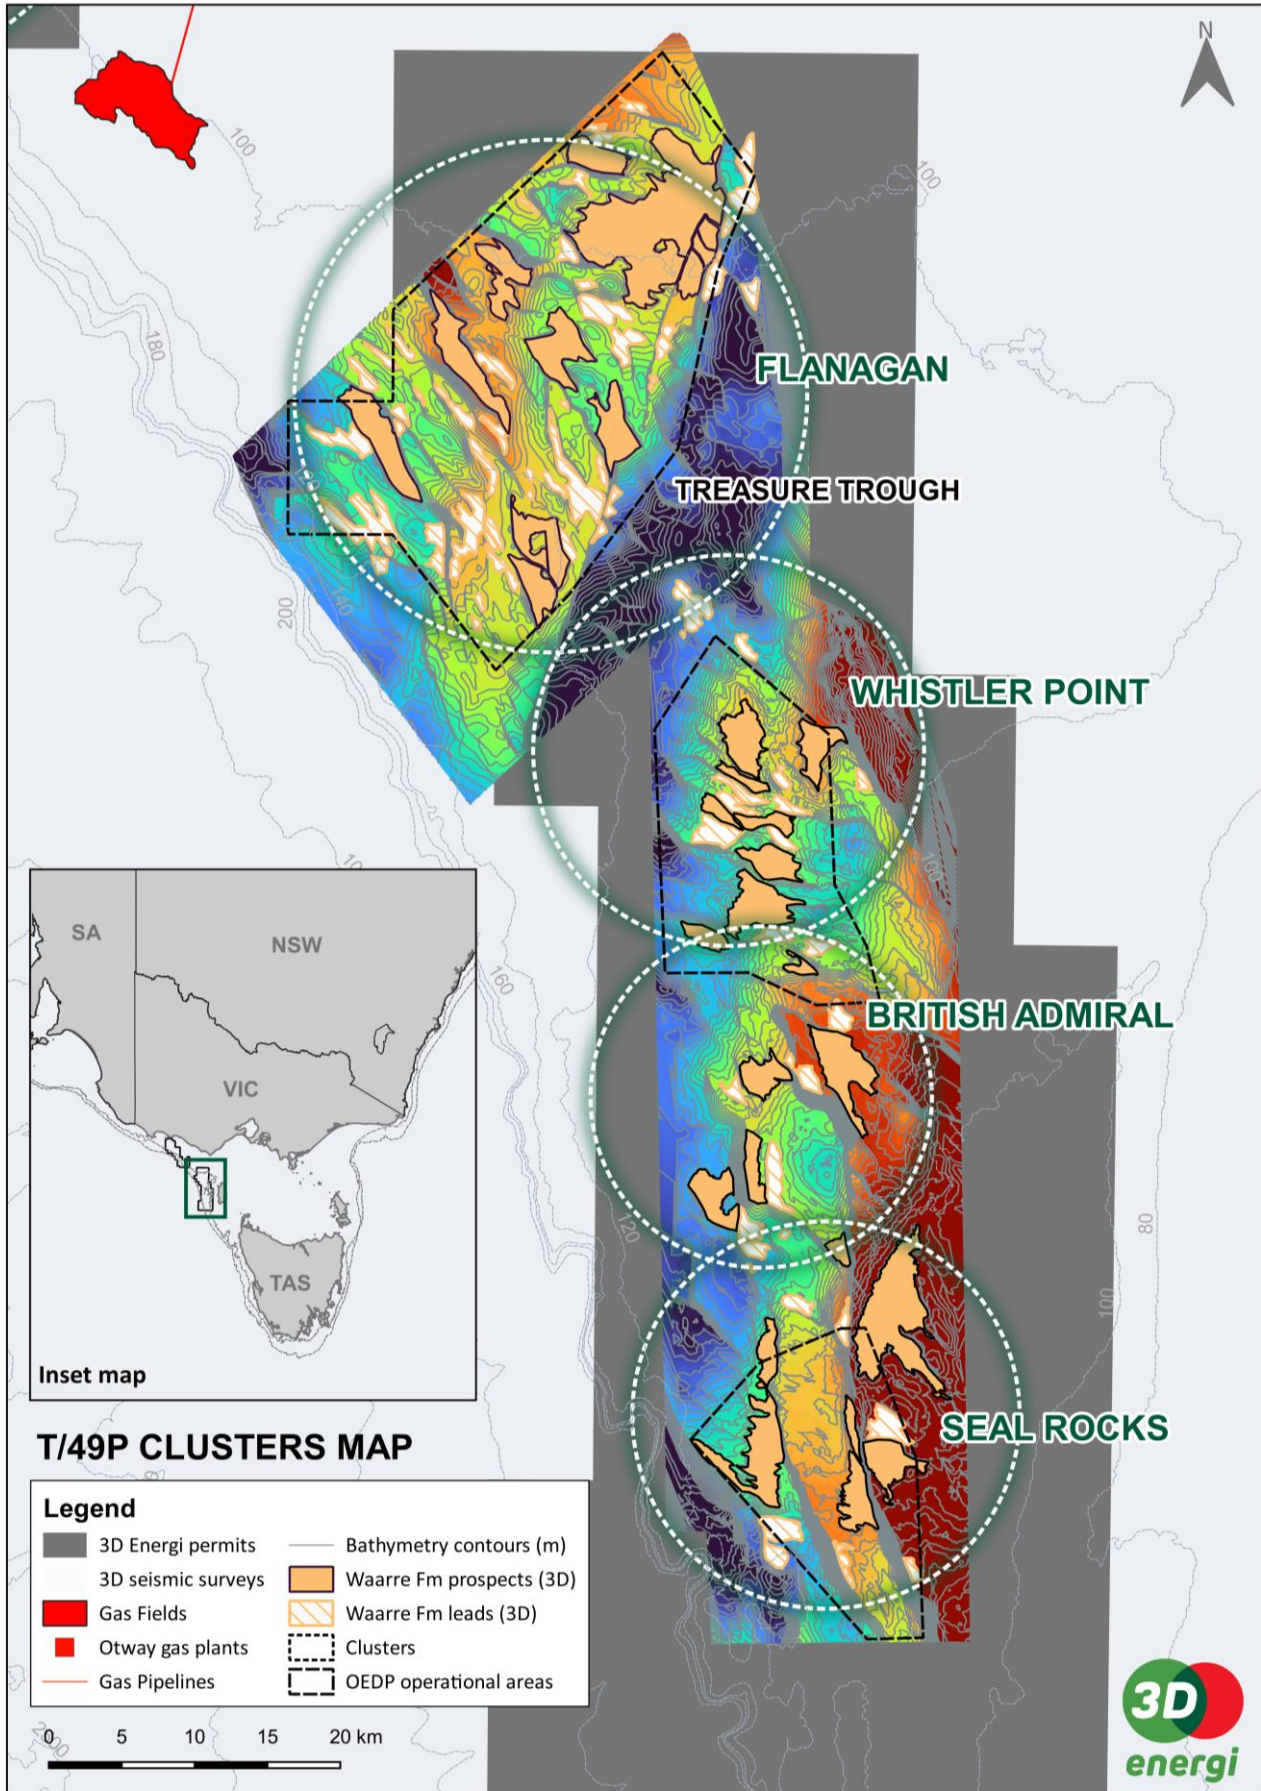 N
100
100
180
FLANAGAN
TREASURE TROUGH
120
140
200
WHISTLER POINT
100
160
BRITISH ADMIRAL
120
80
100
SEAL ROCKS
SA
NSW
VIC
TAS
Inset map
T/49P CLUSTERS MAP
Legend
3D Energi permits
3D seismic surveys
Gas Fields
Otway gas plants
Gas Pipelines
Bathymetry contours (m)
Waarre Fm prospects (3D)
Waarre Fm leads (3D)
Clusters
OEDP operational areas
0 5 10 15 20 km
3D
energi